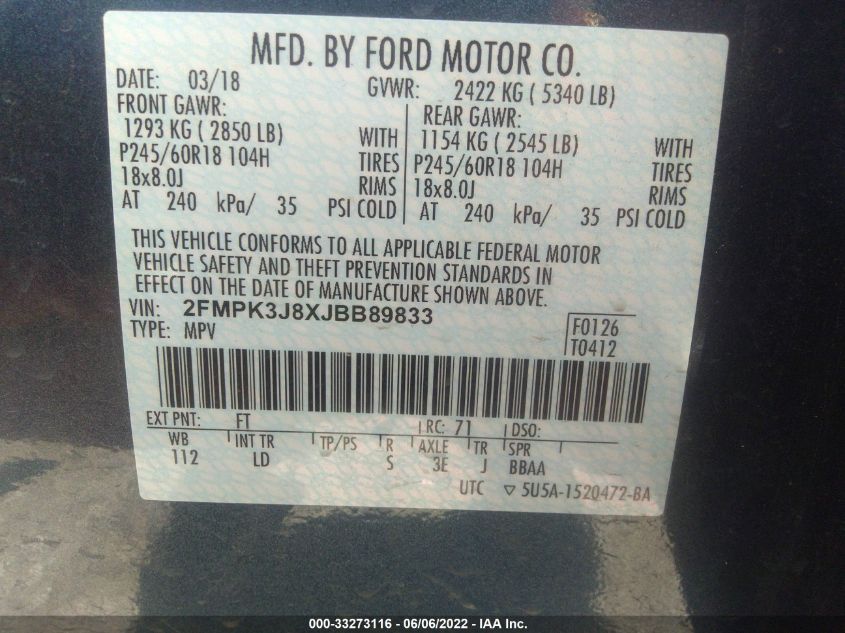 MFD. BY FORD MOTOR CO.
DATE: 03/18 GVWR: 2422 KG ( 5340 LB)
FRONT GAWR: REAR GAWR:
1293 KG ( 2850 LB) WITH 1154 KG ( 2545 LB) WITH
P245/60R18 104H TIRES P245/60R18 104H TIRES
18x8.0J RIMS 18x8.0J RIMS
AT 240 kPa/ 35 PSI COLD AT 240 kPa/ 35 PSI COLD
THIS VEHICLE CONFORMS TO ALL APPLICABLE FEDERAL MOTOR
VEHICLE SAFETY AND THEFT PREVENTION STANDARDS IN
EFFECT ON THE DATE OF MANUFACTURE SHOWN ABOVE.
VIN: 2FMPK3J8XJBB89833
TYPE: MPV F0126
T0412
EXT PNT: FT RC: 71 DSO:
WB INT TR TP/PS R AXLE TR SPR
112 LD S 3E J BBAA
UTC ▽ 5U5A-1520472-BA
000-33273116 - 06/06/2022 - IAA Inc.